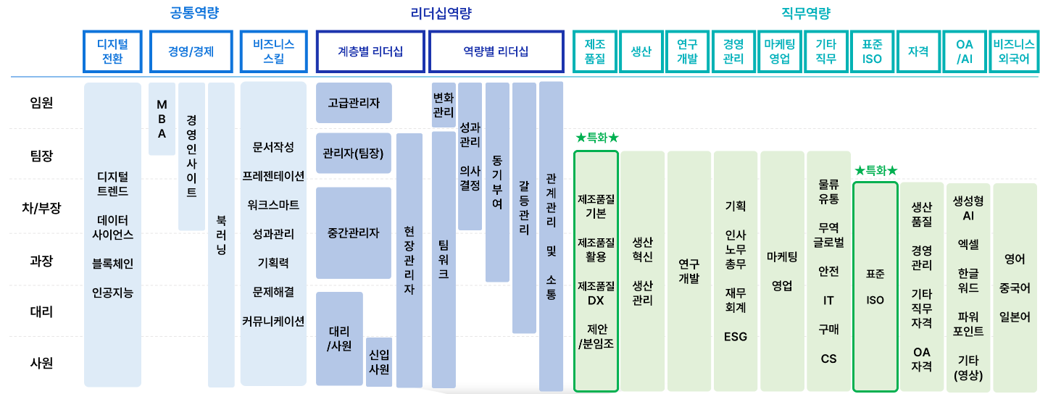 공통역량
리더십역량
직무역량
디지털
전환
경영/경제
비즈니스
스킬
계층별 리더십
역량별 리더십
제조
품질
생산
연구
개발
경영
관리
마케팅
영업
기타
직무
표준
ISO
자격
OA
/AI
비즈니스
외국어
임원
팀장
차/부장
과장
대리
사원
디지털
트렌드
데이터
사이언스
블록체인
인공지능
MBA
경영인사이트
북러닝
문서작성
프레젠테이션
워크스마트
성과관리
기획력
문제해결
커뮤니케이션
고급관리자
관리자(팀장)
중간관리자
대리
/사원
신입
사원
현장관리자
변화
관리
팀워크
성과
관리
의사
결정
동기부여
갈등관리
관계관리 및 소통
★특화★
제조품질
기본
제조품질
활용
제조품질
DX
제안
/분임조
생산
혁신
생산
관리
연구
개발
기획
인사
노무
총무
재무
회계
ESG
마케팅
영업
물류
유통
무역
글로벌
안전
IT
구매
CS
★특화★
표준
ISO
생산
품질
경영
관리
기타
직무
자격
OA
자격
생성형
AI
엑셀
한글
워드
파워
포인트
기타
(영상)
영어
중국어
일본어